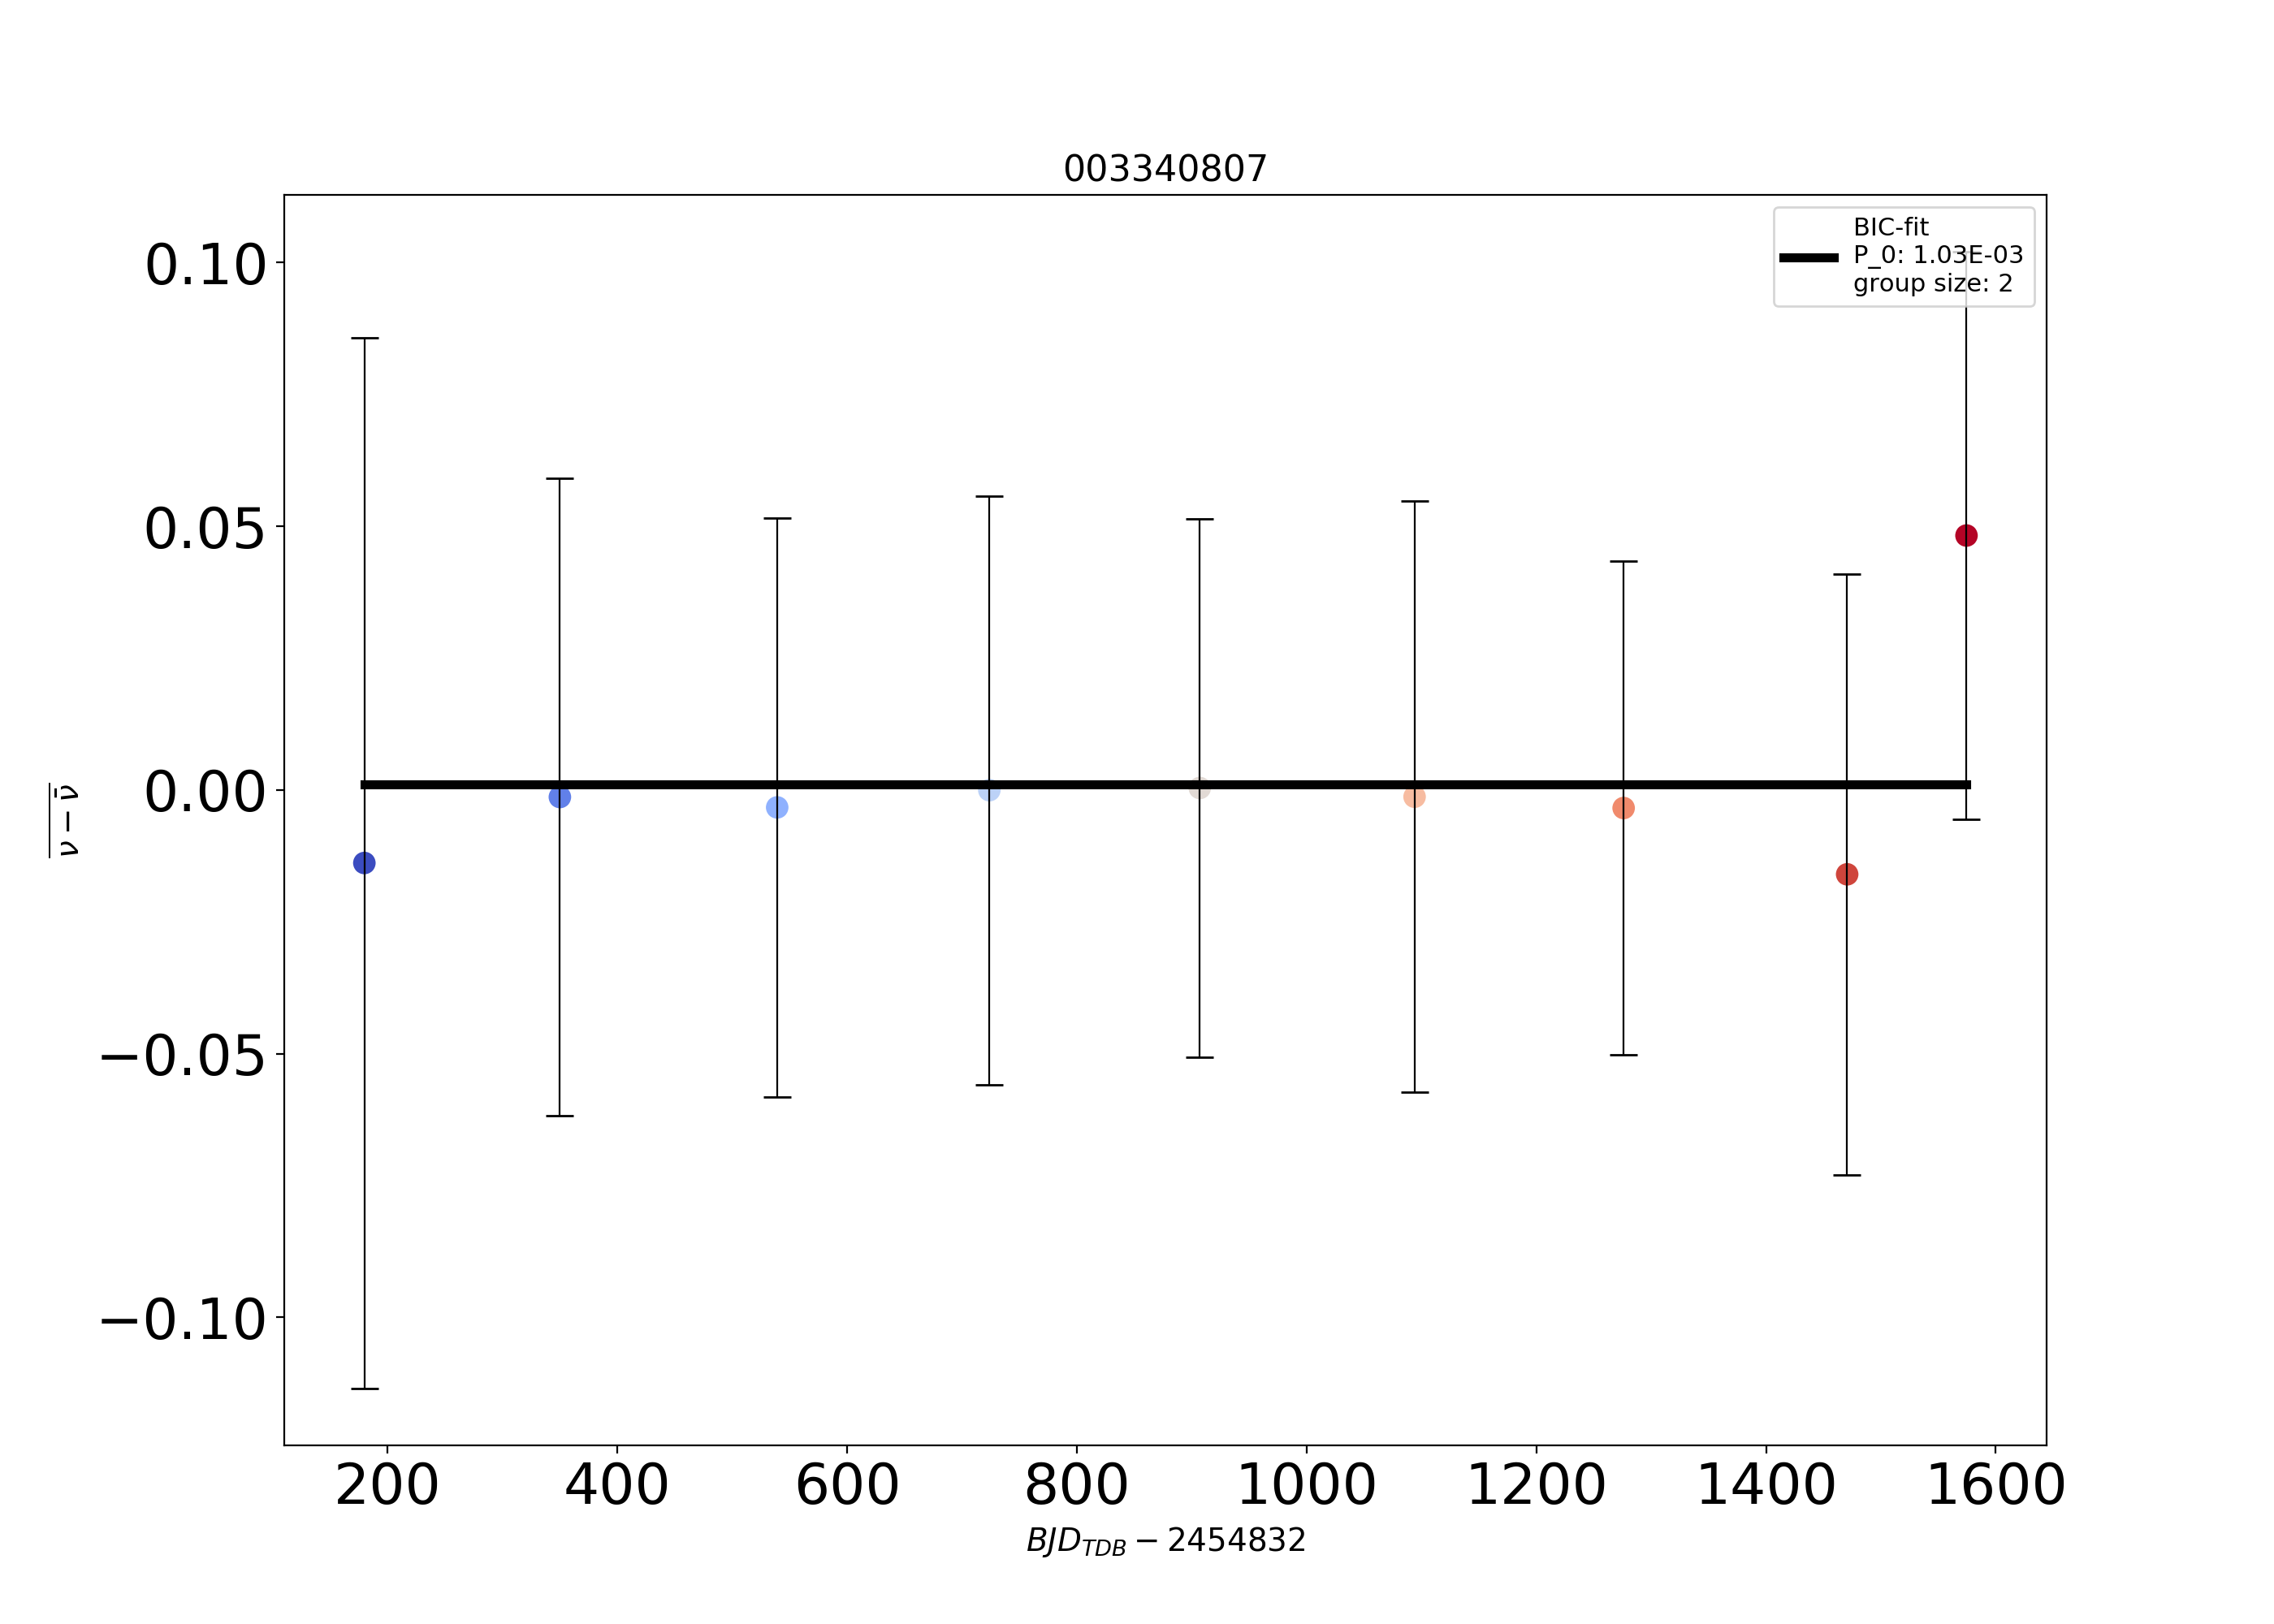 003340807
BIC-fit
P_0: 1.03E-03
group size: 2
0.10
0.05
0.00
−0.05
−0.10
ν − ν̄
200 400 600 800 1000 1200 1400 1600
BJD_TDB − 2454832